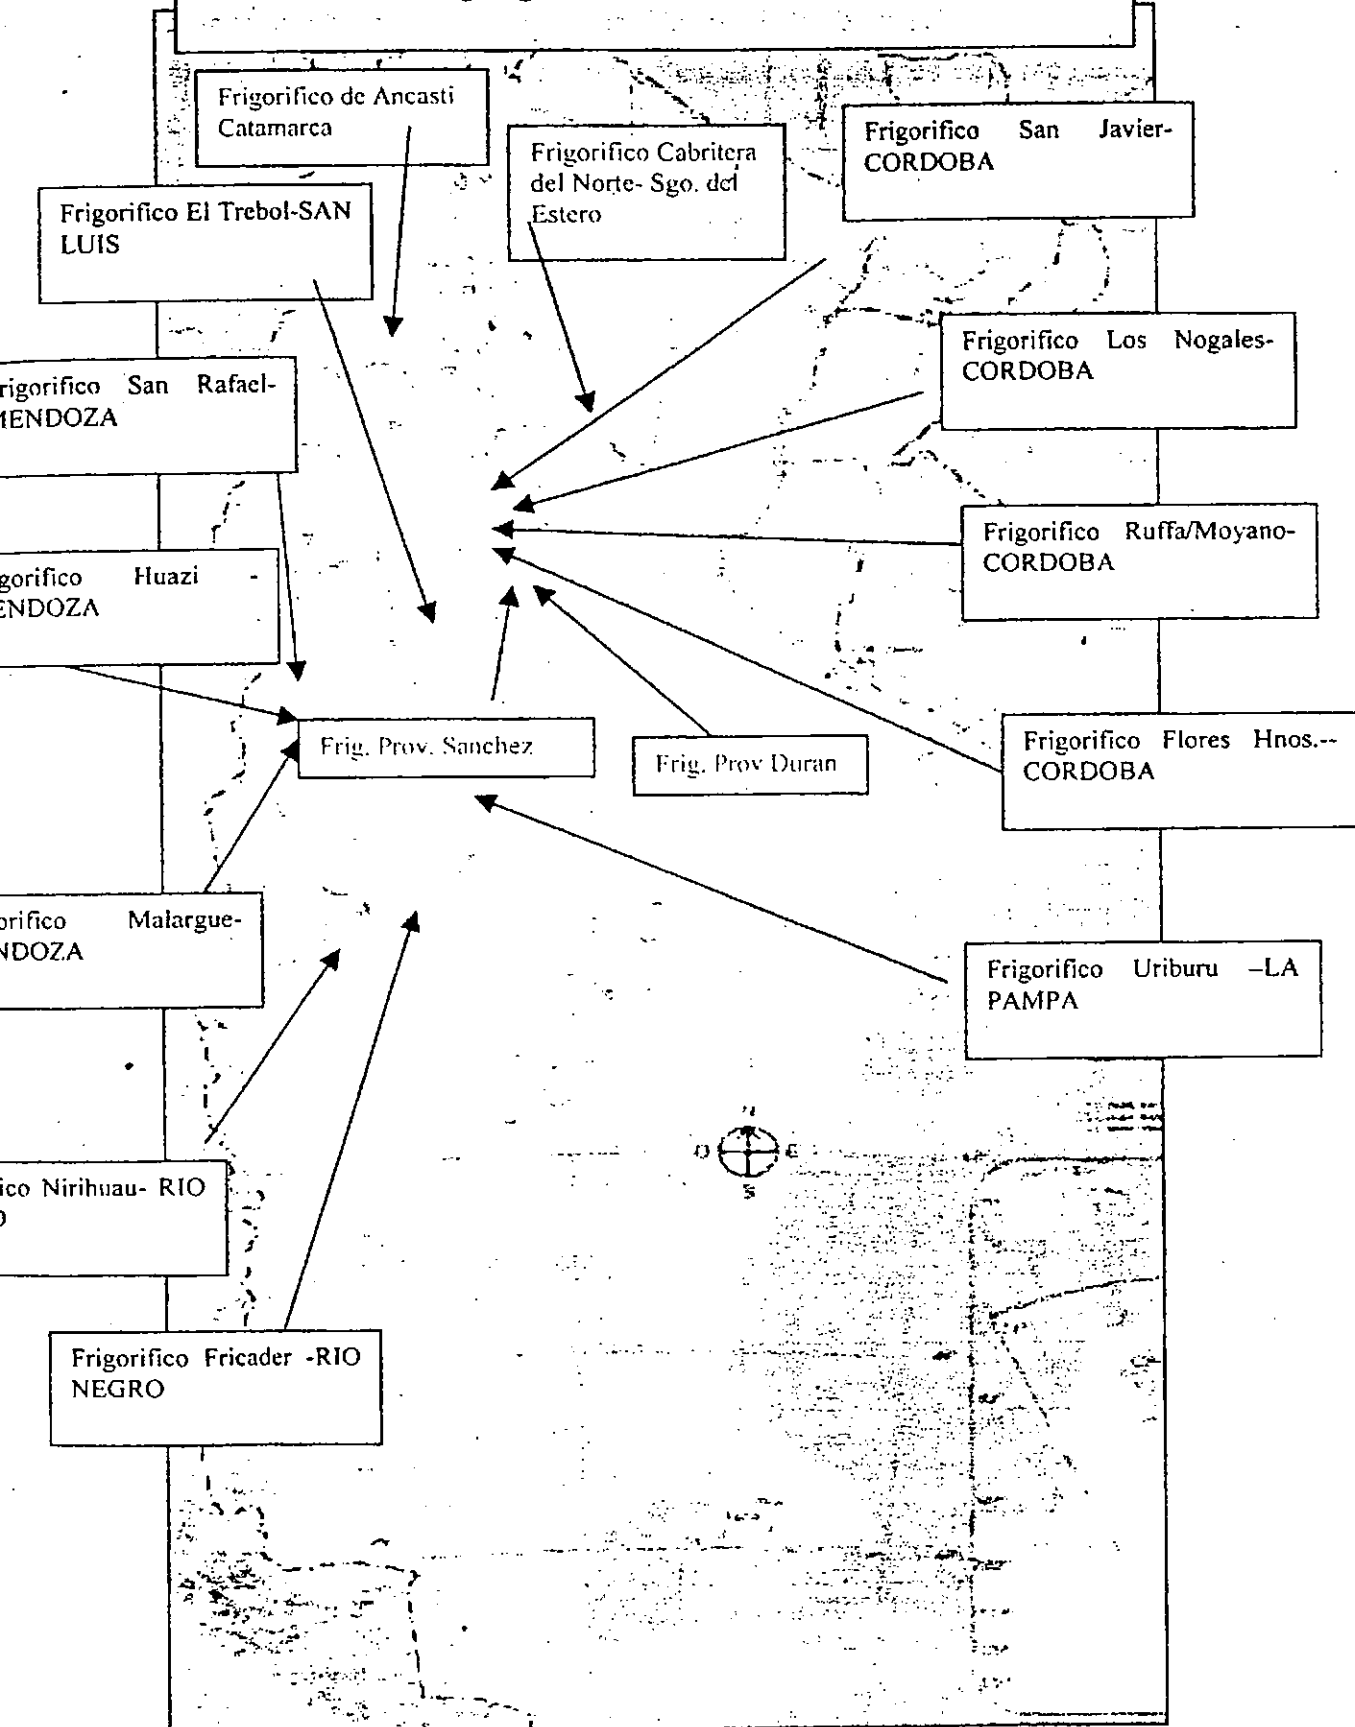 Frigorifico de Ancasti
Catamarca
Frigorifico Cabritera
del Norte- Sgo. del
Estero
Frigorifico San Javier-
CORDOBA
Frigorifico El Trebol-SAN
LUIS
Frigorifico Los Nogales-
CORDOBA
rigorifico San Rafael-
MENDOZA
Frigorifico Ruffa/Moyano-
CORDOBA
gorifico Huazi -
ENDOZA
Frig. Prov. Sanchez
Frig. Prov Duran
Frigorifico Flores Hnos.--
CORDOBA
orifico Malargue-
NDOZA
Frigorifico Uriburu –LA
PAMPA
N
O E
S
ico Nirihuau- RIO
O
Frigorifico Fricader -RIO
NEGRO